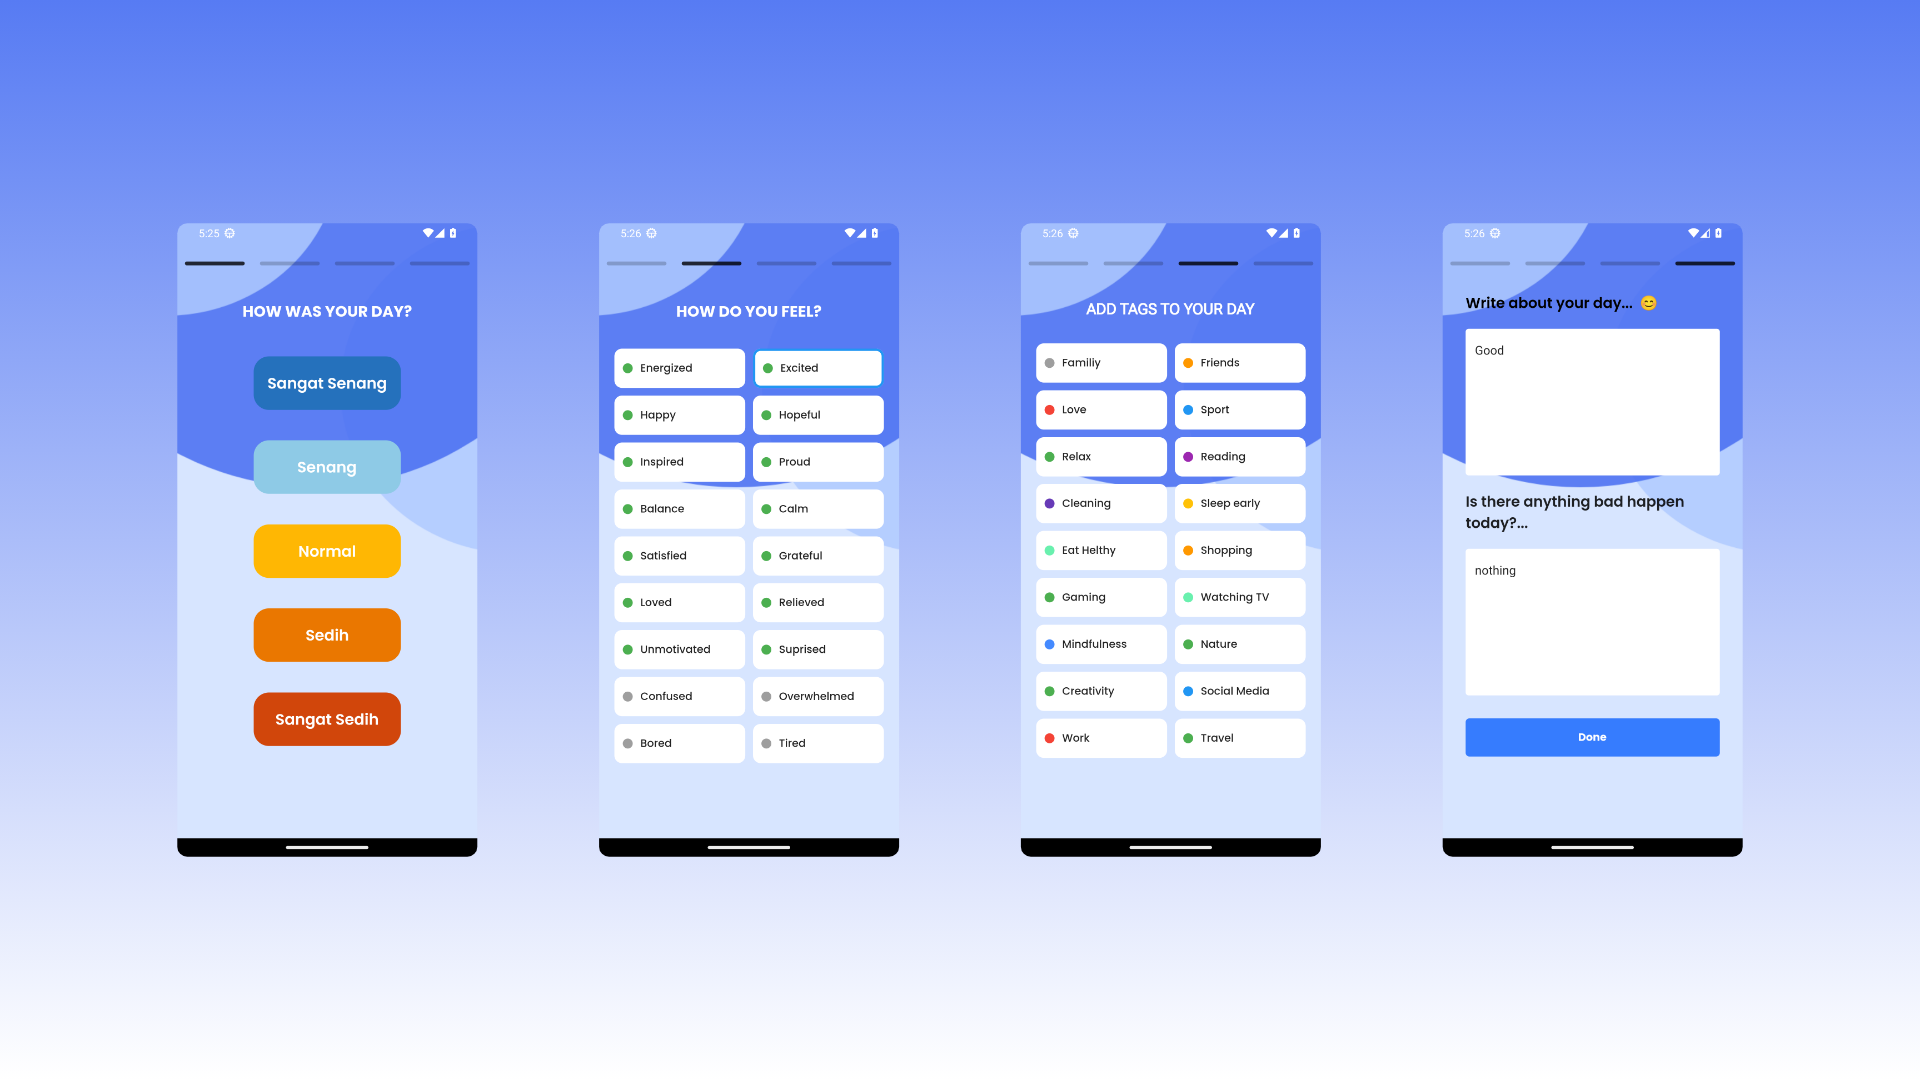 5:25
HOW WAS YOUR DAY?
Sangat Senang
Senang
Normal
Sedih
Sangat Sedih
5:26
HOW DO YOU FEEL?
Energized
Excited
Happy
Hopeful
Inspired
Proud
Balance
Calm
Satisfied
Grateful
Loved
Relieved
Unmotivated
Suprised
Confused
Overwhelmed
Bored
Tired
5:26
ADD TAGS TO YOUR DAY
Familiy
Friends
Love
Sport
Relax
Reading
Cleaning
Sleep early
Eat Helthy
Shopping
Gaming
Watching TV
Mindfulness
Nature
Creativity
Social Media
Work
Travel
5:26
Write about your day... 😊
Good
Is there anything bad happen
today?...
nothing
Done